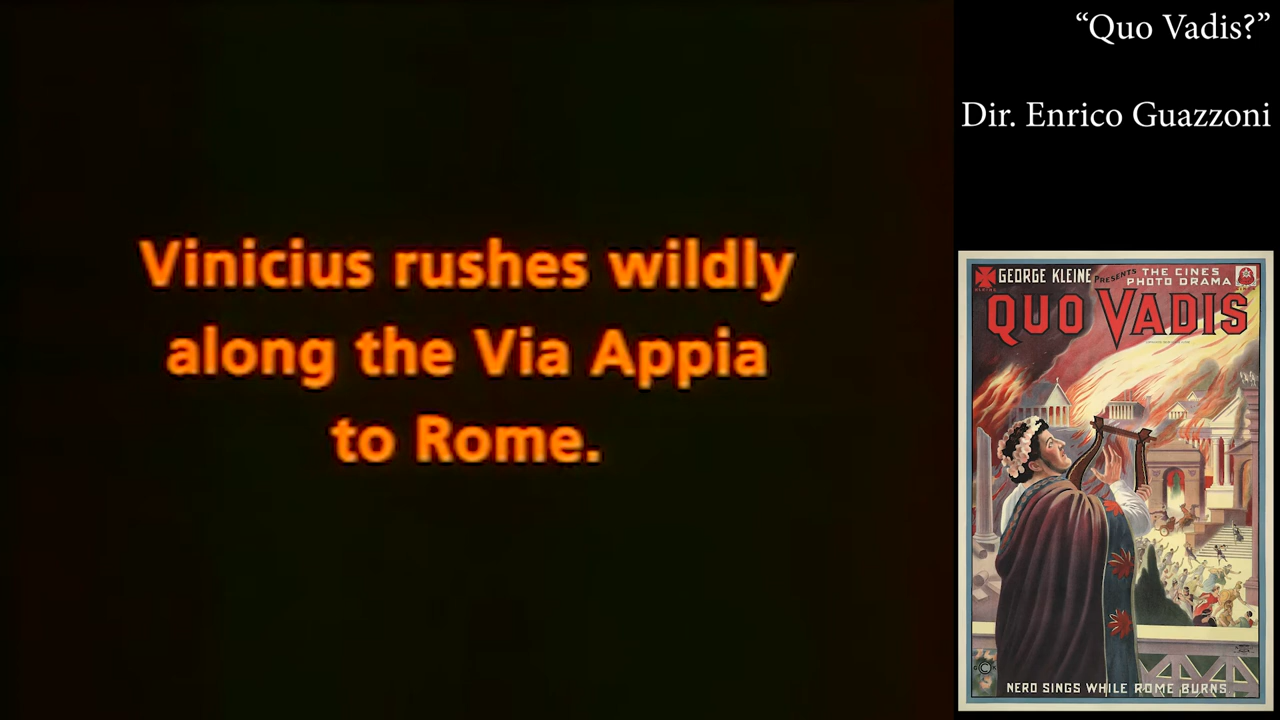 Vinicius rushes wildly
along the Via Appia
to Rome.
“Quo Vadis?”
Dir. Enrico Guazzoni
GEORGE KLEINE PRESENTS THE CINES
PHOTO DRAMA
QUO VADIS
NERO SINGS WHILE ROME BURNS